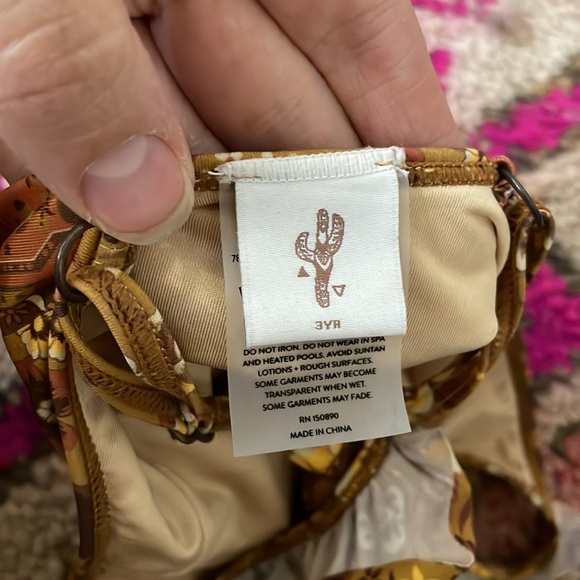 3YR
DO NOT IRON. DO NOT WEAR IN SPA
AND HEATED POOLS. AVOID SUNTAN
LOTIONS + ROUGH SURFACES.
SOME GARMENTS MAY BECOME
TRANSPARENT WHEN WET.
SOME GARMENTS MAY FADE.
RN 150890
MADE IN CHINA